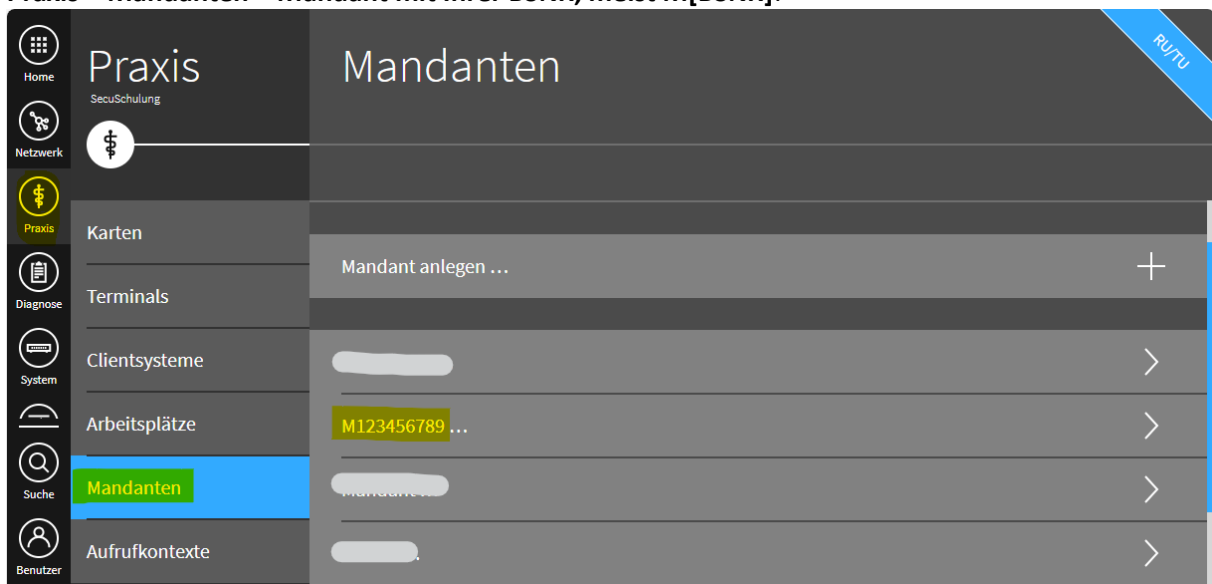 Praxis – Mandanten – Mandant mit Ihrer BSNR, meist M[BSNR]:
Home
Netzwerk
Praxis
Diagnose
System
Suche
Benutzer
Praxis
SecuSchulung
Karten
Terminals
Clientsysteme
Arbeitsplätze
Mandanten
Aufrufkontexte
Mandanten
RU/TU
Mandant anlegen ...
M123456789 ...